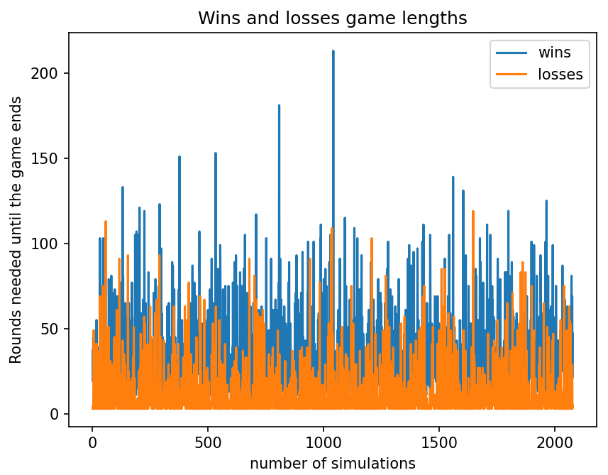 Wins and losses game lengths
wins
losses
Rounds needed until the game ends
200
150
100
50
0
0 500 1000 1500 2000
number of simulations